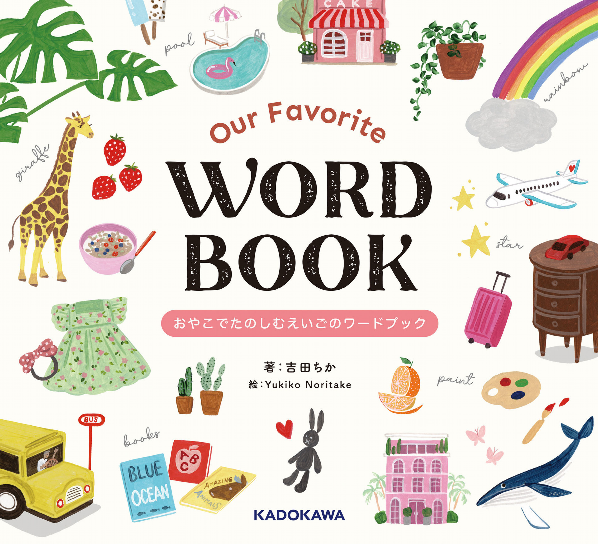 CAKE
pool
rainbow
Our Favorite
giraffe
WORD
BOOK
star
おやこでたのしむえいごのワードブック
著：吉田ちか
絵：Yukiko Noritake
paint
BUS
books
ABC
BLUE
OCEAN
AMAZING
KADOKAWA